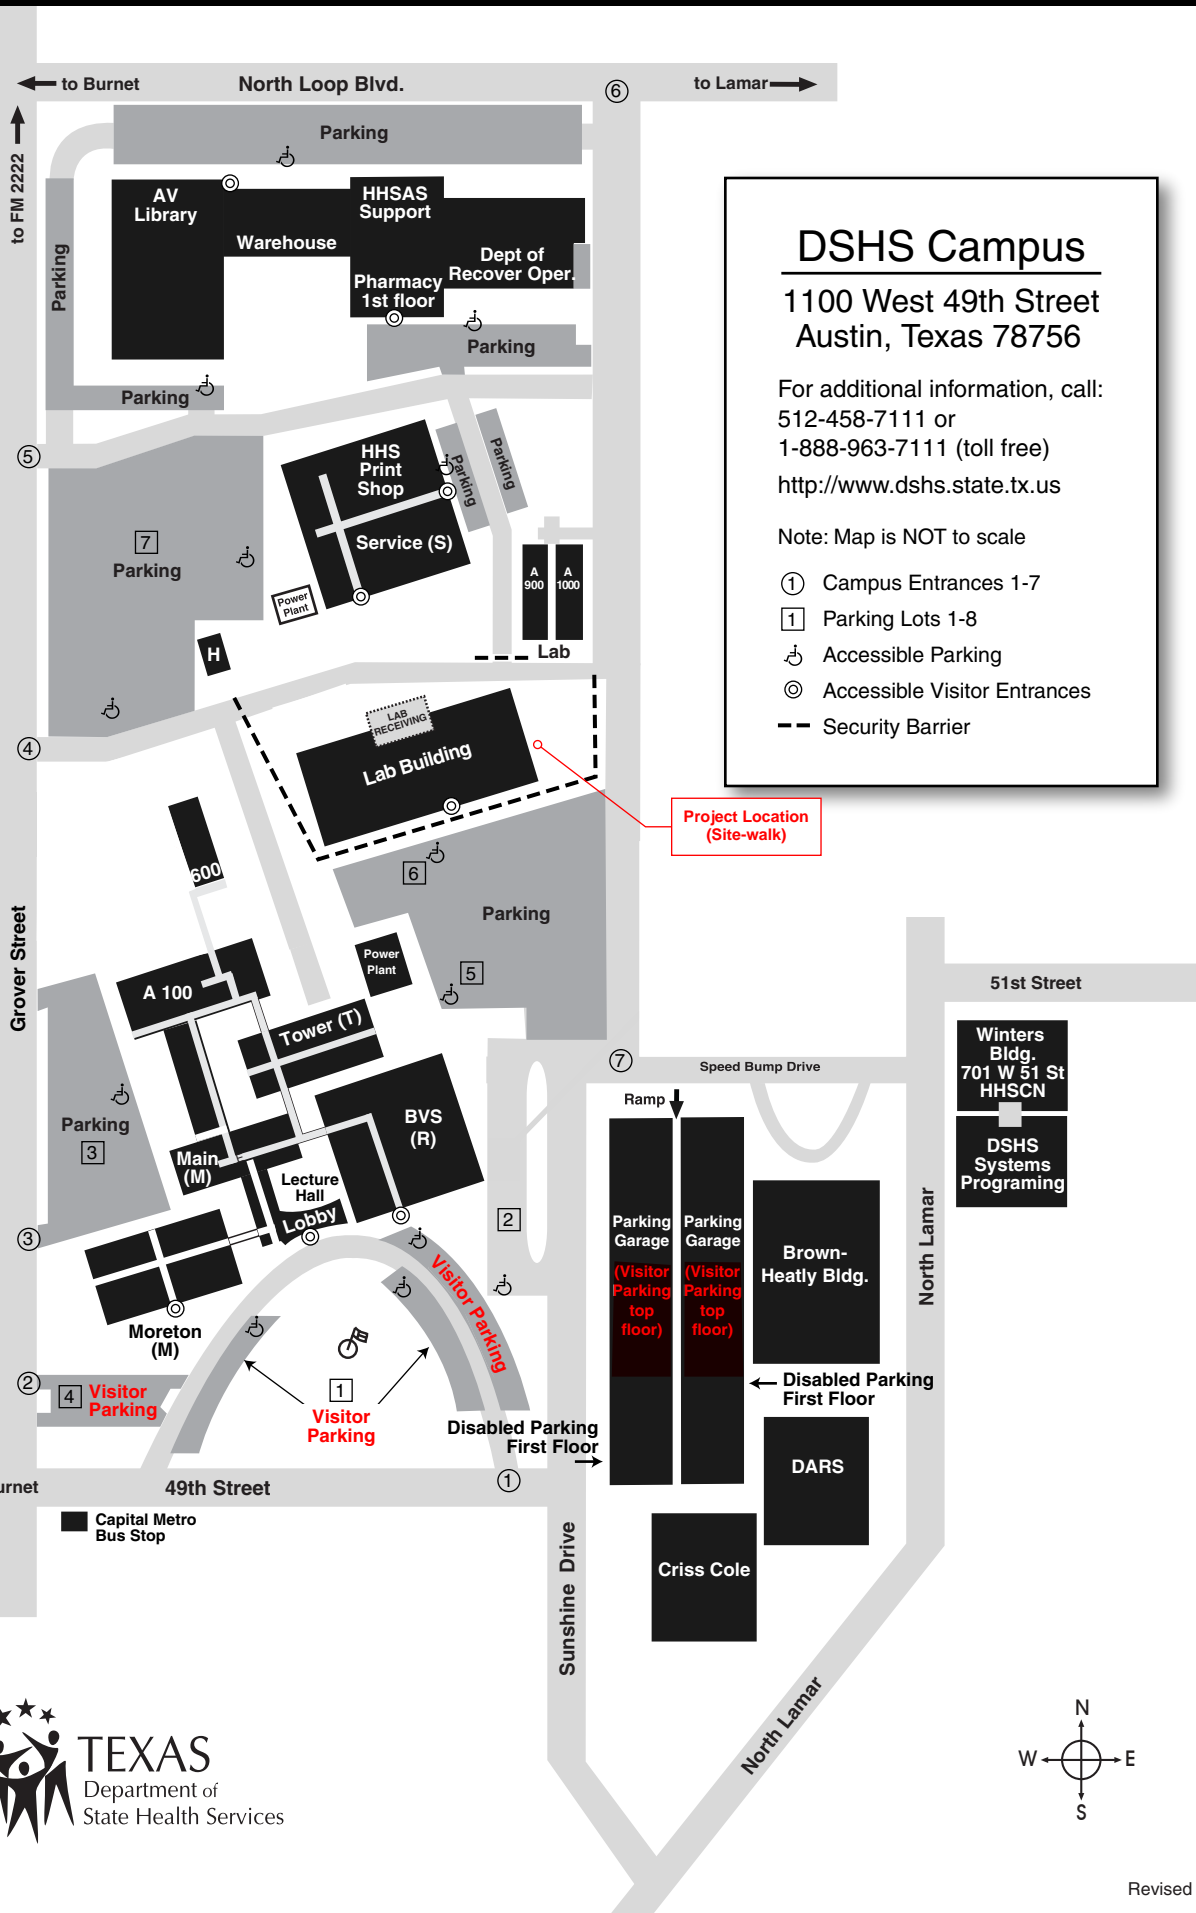 to Burnet
North Loop Blvd.
6
to Lamar
to FM 2222
Parking
Parking
AV
Library
Warehouse
HHSAS
Support
Dept of
Recover Oper.
Pharmacy
1st floor
Parking
Parking
DSHS Campus
1100 West 49th Street
Austin, Texas 78756
For additional information, call:
512-458-7111 or
1-888-963-7111 (toll free)
http://www.dshs.state.tx.us
Note: Map is NOT to scale
1 Campus Entrances 1-7
1 Parking Lots 1-8
Accessible Parking
Accessible Visitor Entrances
Security Barrier
5
HHS
Print
Shop
Service (S)
Parking
Parking
7
Parking
Power
Plant
A
900
A
1000
Lab
H
4
LAB
RECEIVING
Lab Building
Project Location
(Site-walk)
600
6
Parking
Grover Street
Power
Plant
5
A 100
Tower (T)
51st Street
Winters
Bldg.
701 W 51 St
HHSCN
DSHS
Systems
Programing
7
Speed Bump Drive
Ramp
BVS
(R)
Parking
3
Main
(M)
Lecture
Hall
Lobby
2
3
Visitor Parking
Parking
Garage
(Visitor
Parking
top
floor)
Parking
Garage
(Visitor
Parking
top
floor)
Brown-
Heatly Bldg.
North Lamar
Moreton
(M)
2
4
Visitor
Parking
1
Visitor
Parking
Disabled Parking
First Floor
Disabled Parking
First Floor
DARS
urnet
49th Street
1
Capital Metro
Bus Stop
Sunshine Drive
Criss Cole
North Lamar
TEXAS
Department of
State Health Services
N
W
E
S
Revised